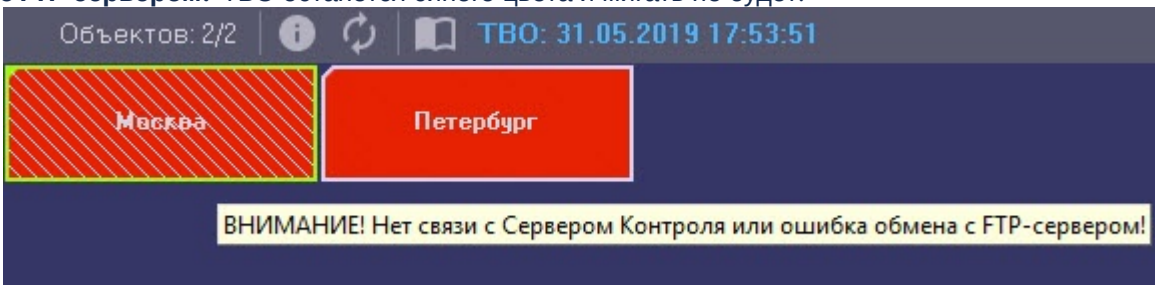 Объектов: 2/2 ТВО: 31.05.2019 17:53:51
Москва Петербург
ВНИМАНИЕ! Нет связи с Сервером Контроля или ошибка обмена с FTP-сервером!